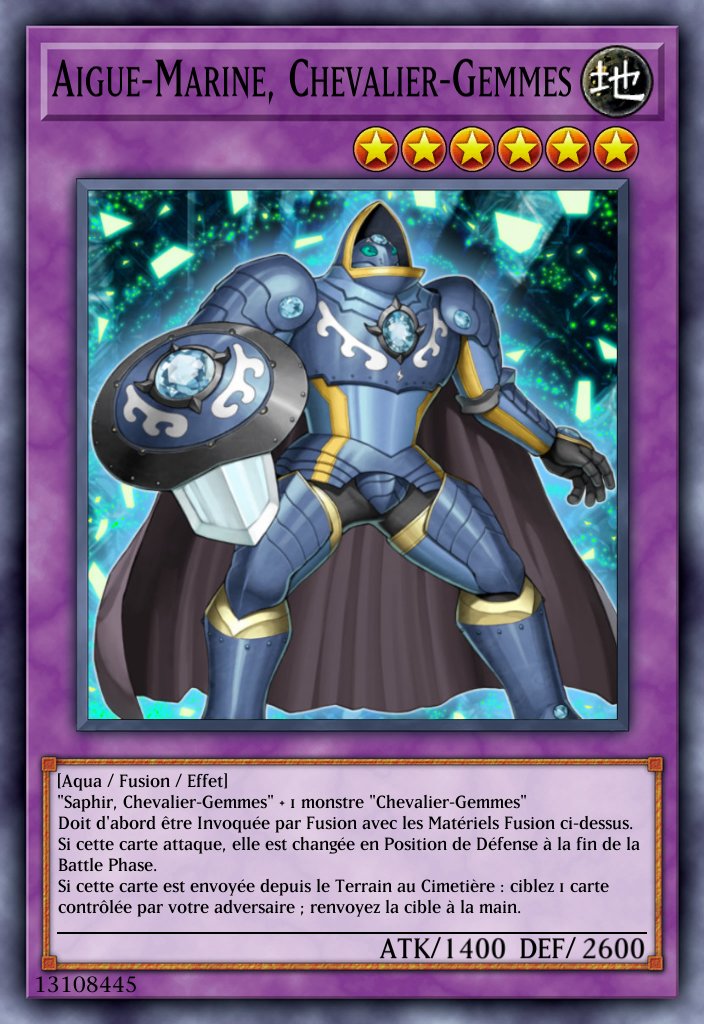 Aigue-Marine, Chevalier-Gemmes
地
[Aqua / Fusion / Effet]
"Saphir, Chevalier-Gemmes" + 1 monstre "Chevalier-Gemmes"
Doit d'abord être Invoquée par Fusion avec les Matériels Fusion ci-dessus.
Si cette carte attaque, elle est changée en Position de Défense à la fin de la
Battle Phase.
Si cette carte est envoyée depuis le Terrain au Cimetière : ciblez 1 carte
contrôlée par votre adversaire ; renvoyez la cible à la main.
ATK/1400 DEF/2600
13108445